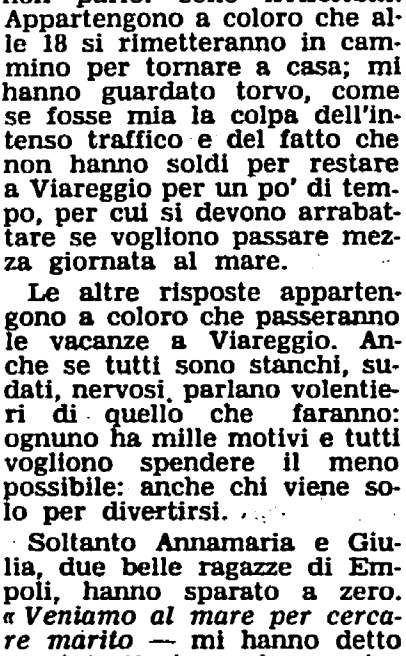 Appartengono a coloro che al-
le 18 si rimetteranno in cam-
mino per tornare a casa; mi
hanno guardato torvo, come
se fosse mia la colpa dell'in-
tenso traffico e del fatto che
non hanno soldi per restare
a Viareggio per un po' di tem-
po, per cui si devono arrabat-
tare se vogliono passare mez-
za giornata al mare.
Le altre risposte apparten-
gono a coloro che passeranno
le vacanze a Viareggio. An-
che se tutti sono stanchi, su-
dati, nervosi, parlano volentie-
ri di quello che faranno:
ognuno ha mille motivi e tutti
vogliono spendere il meno
possibile: anche chi viene so-
lo per divertirsi.
Soltanto Annamaria e Giu-
lia, due belle ragazze di Em-
poli, hanno sparato a zero.
« Veniamo al mare per cerca-
re marito — mi hanno detto